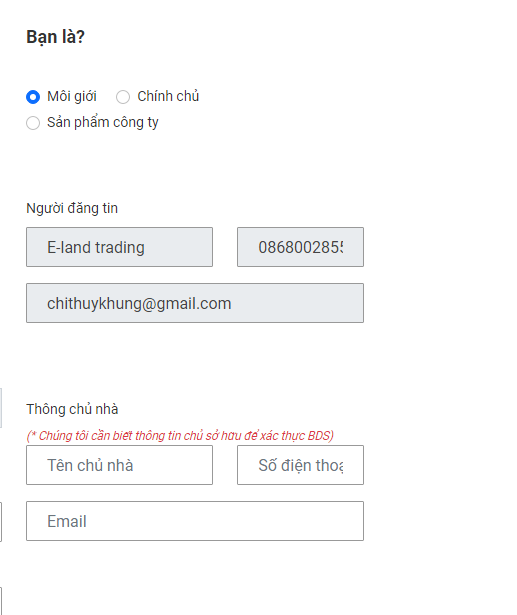 Bạn là?
Môi giới Chính chủ
Sản phẩm công ty
Người đăng tin
E-land trading 0868002855
chithuykhung@gmail.com
Thông chủ nhà
(* Chúng tôi cần biết thông tin chủ sở hữu để xác thực BDS)
Tên chủ nhà Số điện thoạ
Email